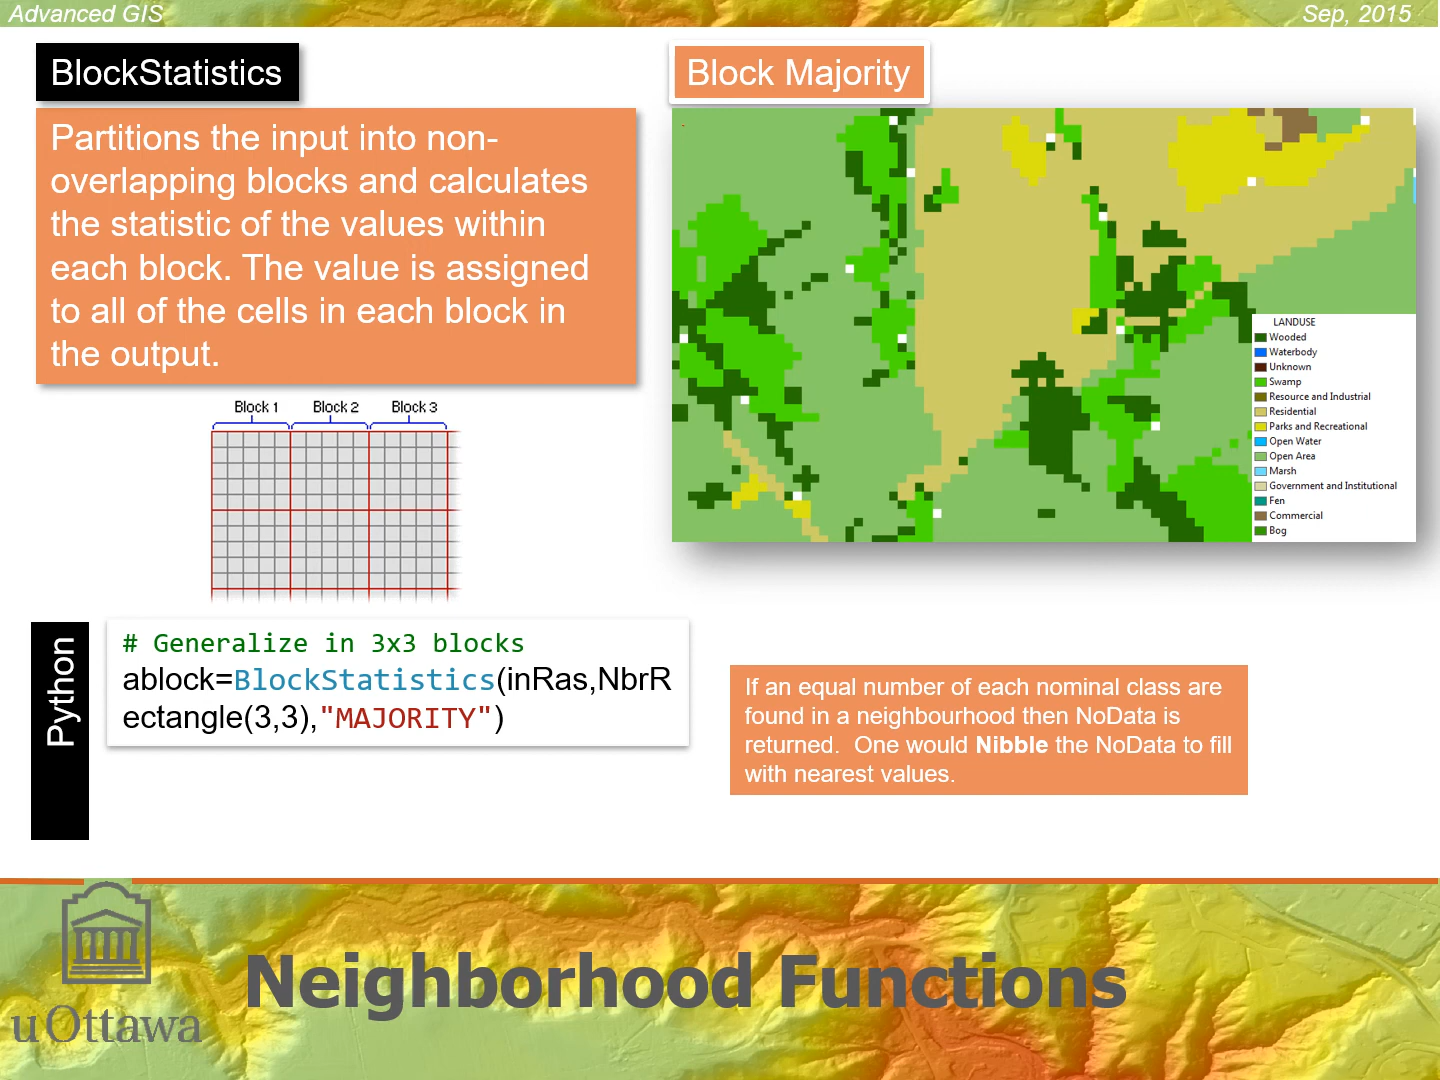 Advanced GIS
Sep, 2015
BlockStatistics
Partitions the input into non-
overlapping blocks and calculates
the statistic of the values within
each block. The value is assigned
to all of the cells in each block in
the output.
Block 1 Block 2 Block 3
Block Majority
LANDUSE
Wooded
Waterbody
Unknown
Swamp
Resource and Industrial
Residential
Parks and Recreational
Open Water
Open Area
Marsh
Government and Institutional
Fen
Commercial
Bog
Python
# Generalize in 3x3 blocks
ablock=BlockStatistics(inRas,NbrR
ectangle(3,3),"MAJORITY")
If an equal number of each nominal class are
found in a neighbourhood then NoData is
returned.  One would Nibble the NoData to fill
with nearest values.
Neighborhood Functions
uOttawa